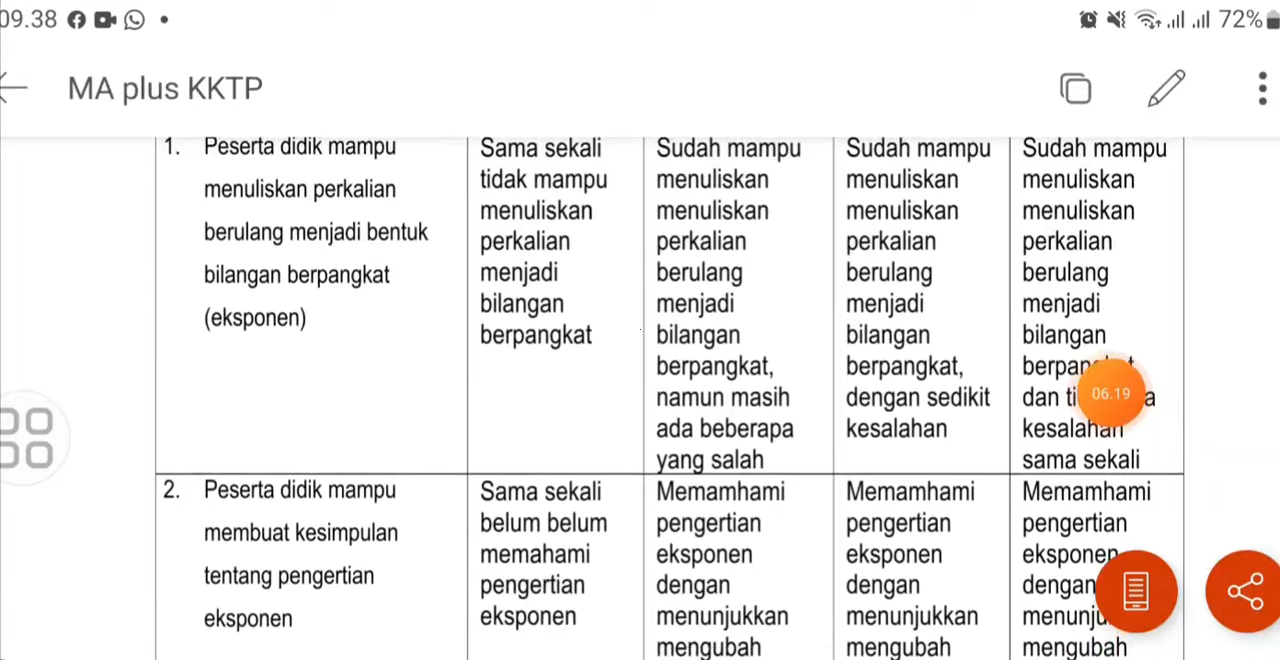 09.38
72%
MA plus KKTP
1. Peserta didik mampu
menuliskan perkalian
berulang menjadi bentuk
bilangan berpangkat
(eksponen)
Sama sekali
tidak mampu
menuliskan
perkalian
menjadi
bilangan
berpangkat
Sudah mampu
menuliskan
menuliskan
perkalian
berulang
menjadi
bilangan
berpangkat,
namun masih
ada beberapa
yang salah
Sudah mampu
menuliskan
menuliskan
perkalian
berulang
menjadi
bilangan
berpangkat,
dengan sedikit
kesalahan
Sudah mampu
menuliskan
menuliskan
perkalian
berulang
menjadi
bilangan
dan
kesalahan
sama sekali
06.19
2. Peserta didik mampu
membuat kesimpulan
tentang pengertian
eksponen
Sama sekali
belum belum
memahami
pengertian
eksponen
Memamhami
pengertian
eksponen
dengan
menunjukkan
mengubah
Memamhami
pengertian
eksponen
dengan
menunjukkan
mengubah
Memamhami
pengertian
eksponen
dengan
mengubah